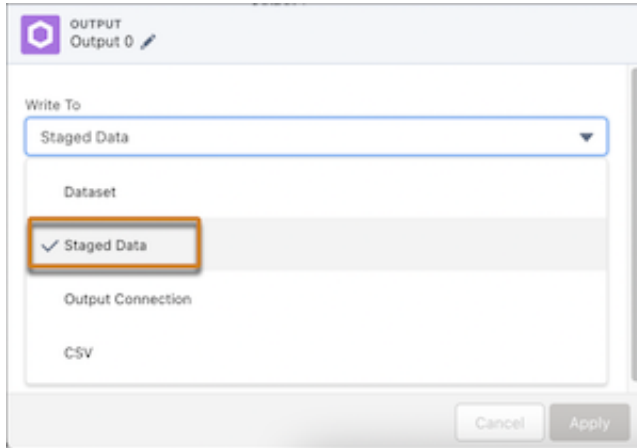 OUTPUT
Output 0
Write To
Staged Data
Dataset
Staged Data
Output Connection
CSV
Cancel Apply